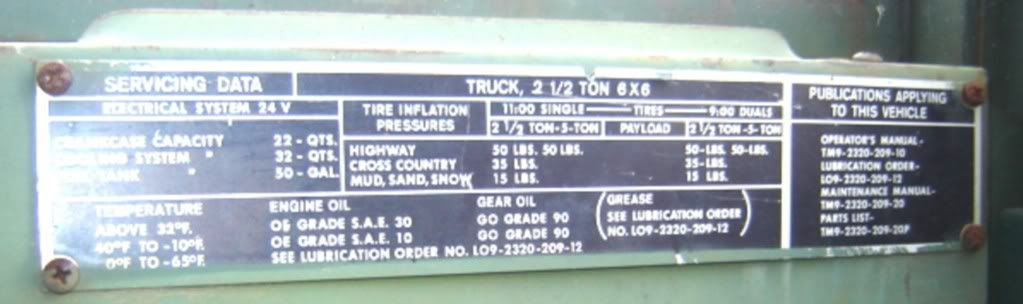 SERVICING DATA
TRUCK, 2 1/2 TON 6X6
ELECTRICAL SYSTEM 24 V
CRANKCASE CAPACITY 22-QTS.
COOLING SYSTEM " 32-QTS.
TANK " 50-GAL.
TIRE INFLATION PRESSURES
11:00 SINGLE—TIRES—9:00 DUALS
2 1/2 TON-5-TON PAYLOAD 2 1/2 TON-5-TON
HIGHWAY 50 LBS. 50 LBS. 50-LBS. 50-LBS.
CROSS COUNTRY 35 LBS. 35-LBS.
MUD, SAND, SNOW 15 LBS. 15 LBS.
TEMPERATURE ENGINE OIL GEAR OIL
ABOVE 32°F. OE GRADE S.A.E. 30 GO GRADE 90
40°F TO -10°F. OE GRADE S.A.E. 10 GO GRADE 90
0°F TO -65°F. SEE LUBRICATION ORDER NO. LO9-2320-209-12
(GREASE
SEE LUBRICATION ORDER
NO. LO9-2320-209-12)
PUBLICATIONS APPLYING
TO THIS VEHICLE
OPERATOR'S MANUAL-
TM9-2320-209-10
LUBRICATION ORDER-
LO9-2320-209-12
MAINTENANCE MANUAL-
TM9-2320-209-20
PARTS LIST-
TM9-2320-209-20P